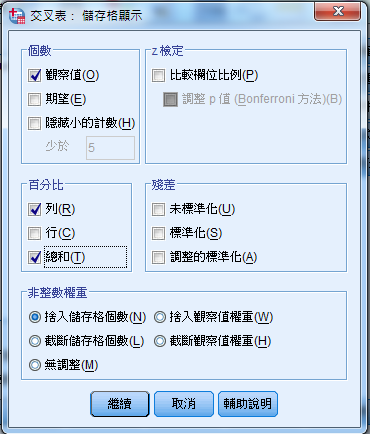 交叉表： 儲存格顯示
個數
觀察值(O)
期望(E)
隱藏小的計數(H)
少於 5
z 檢定
比較欄位比例(P)
調整 p 值 (Bonferroni 方法)(B)
百分比
列(R)
行(C)
總和(T)
殘差
未標準化(U)
標準化(S)
調整的標準化(A)
非整數權重
捨入儲存格個數(N) 捨入觀察值權重(W)
截斷儲存格個數(L) 截斷觀察值權重(H)
無調整(M)
繼續 取消 輔助說明